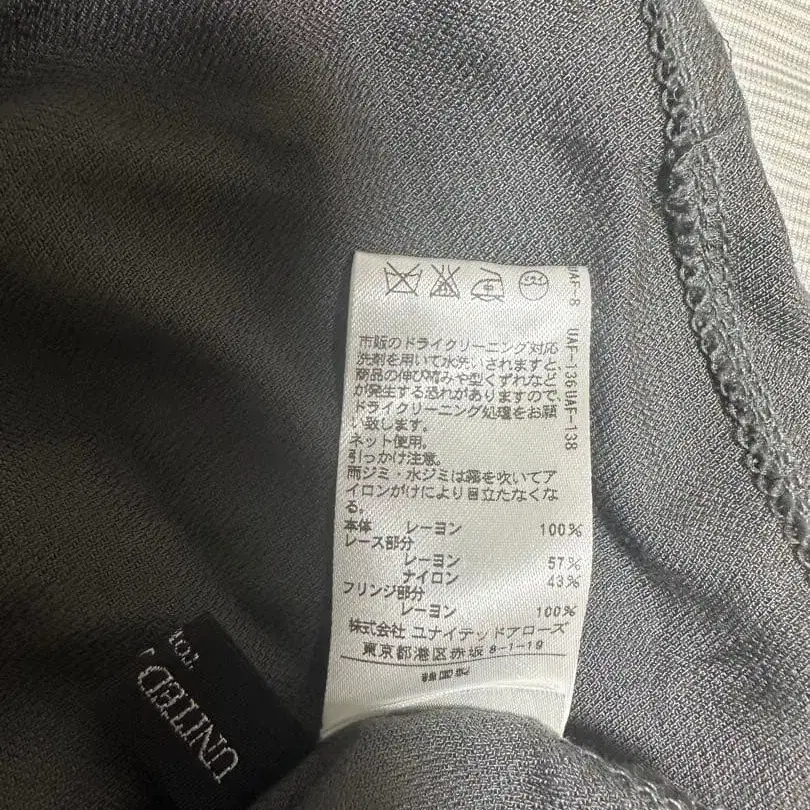 UAF-8 UAF-136 UAF-138
市販のドライクリーニング対応
洗剤を用いて水洗いされますと、
商品の伸び縮みや型くずれなど
が発生する恐れがありますので、
ドライクリーニング処理をお願
い致します。
ネット使用。
引っかけ注意。
雨ジミ・水ジミは霧を吹いてア
イロンがけにより目立たなくな
る。
本体 レーヨン 100%
レース部分
レーヨン 57%
ナイロン 43%
フリンジ部分
レーヨン 100%
株式会社 ユナイテッドアローズ
東京都港区赤坂8-1-19
UNITED
TOK